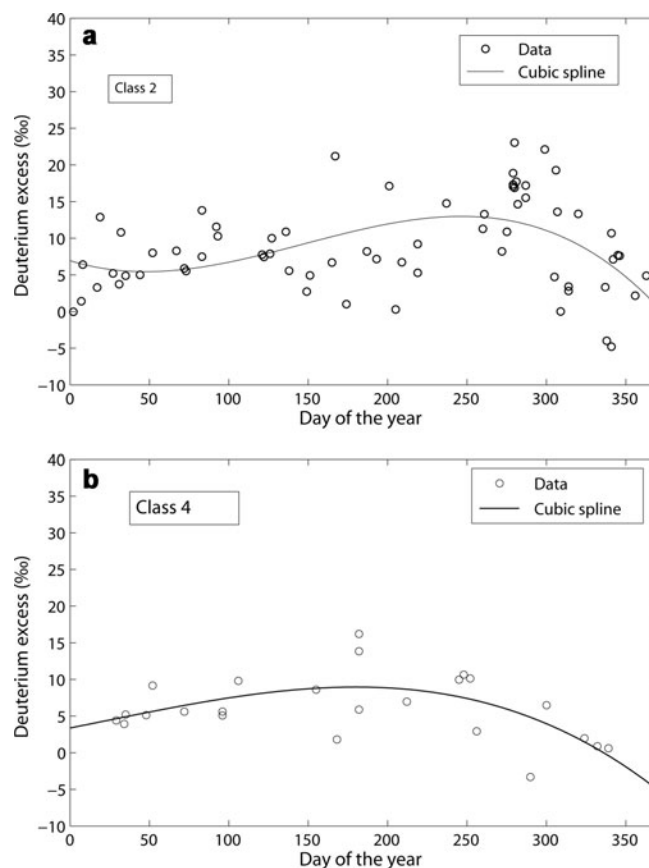 a
40
35
30
25
20
15
10
5
0
−5
−10
Deuterium excess (‰)
Class 2
Data
Cubic spline
0 50 100 150 200 250 300 350
Day of the year
b
40
35
30
25
20
15
10
5
0
−5
−10
Deuterium excess (‰)
Class 4
Data
Cubic spline
0 50 100 150 200 250 300 350
Day of the year